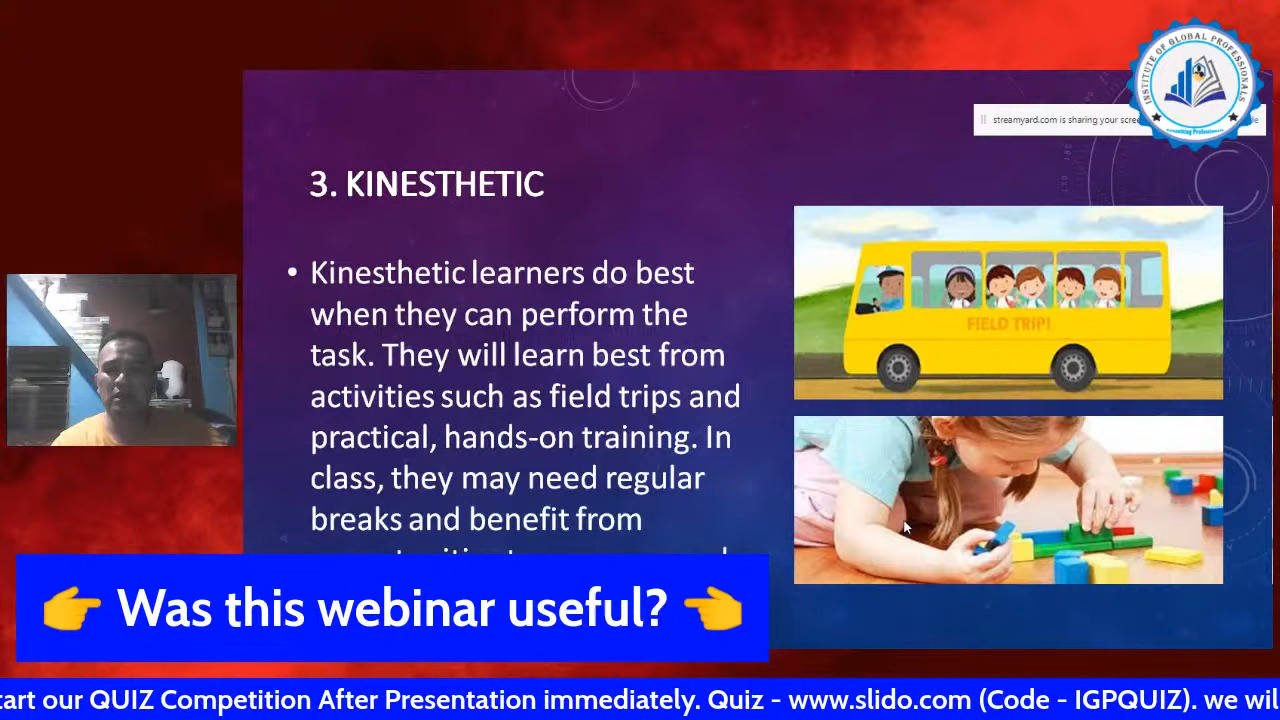 INSTITUTE OF GLOBAL PROFESSIONALS
streamyard.com is sharing your
3. KINESTHETIC
FIELD TRIP!
• Kinesthetic learners do best
when they can perform the
task. They will learn best from
activities such as field trips and
practical, hands-on training. In
class, they may need regular
breaks and benefit from
👉 Was this webinar useful? 👈
tart our QUIZ Competition After Presentation immediately. Quiz - www.slido.com (Code - IGPQUIZ). we wil